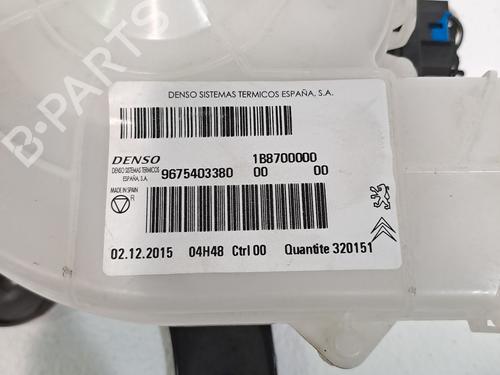 B-PARTS
DENSO SISTEMAS TERMICOS ESPAÑA, S.A.
DENSO 1B8700000
DENSO SISTEMAS TERMICOS 9675403380 00 00
ESPAÑA, S.A.
MADE IN SPAIN
R
02.12.2015 04H48 Ctrl 00 Quantite 320151